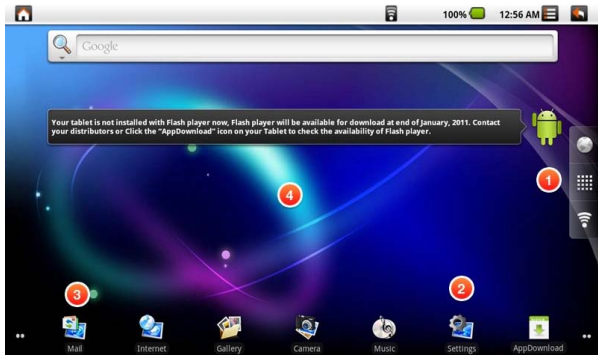 100%
12:56 AM
Google
Your tablet is not installed with Flash player now, Flash player will be available for download at end of January, 2011. Contact
your distributors or Click the "AppDownload" icon on your Tablet to check the availability of Flash player.
1
4
3
2
Mail
Internet
Gallery
Camera
Music
Settings
AppDownload